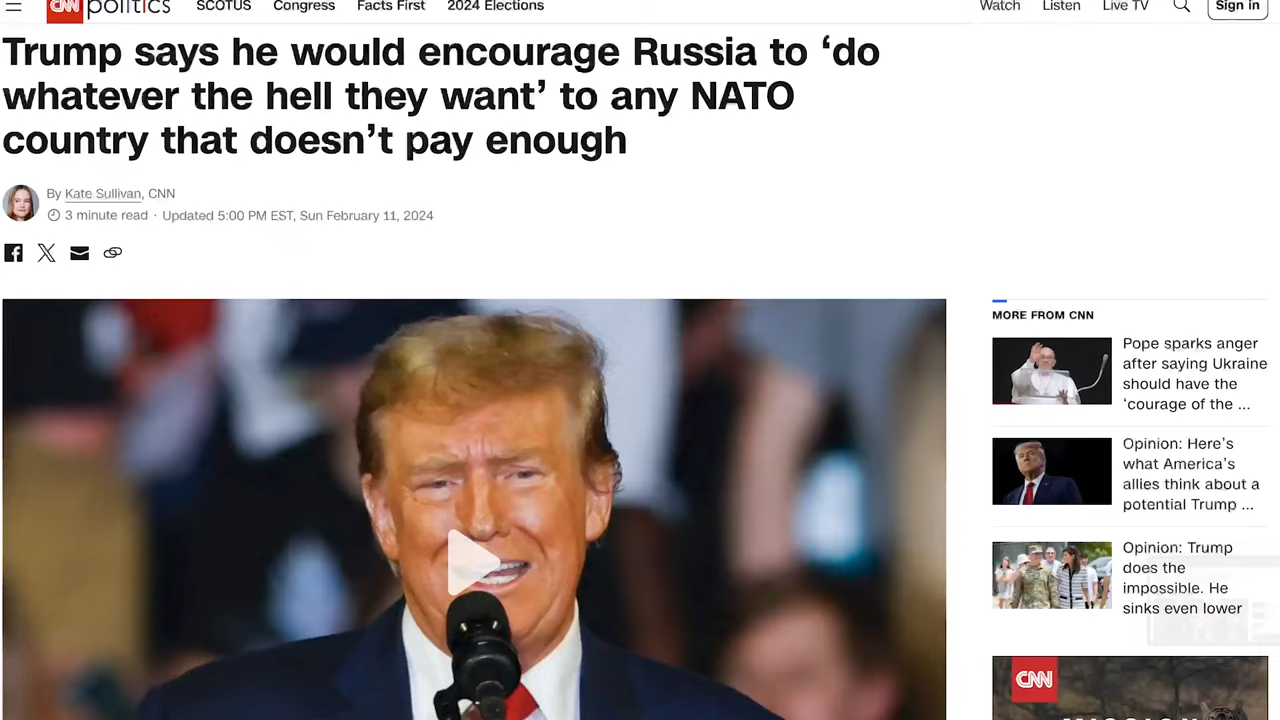 CNN politics SCOTUS Congress Facts First 2024 Elections Watch Listen Live TV Sign in
Trump says he would encourage Russia to ‘do
whatever the hell they want’ to any NATO
country that doesn’t pay enough
By Kate Sullivan, CNN
3 minute read · Updated 5:00 PM EST, Sun February 11, 2024
MORE FROM CNN
Pope sparks anger
after saying Ukraine
should have the
‘courage of the ...
Opinion: Here’s
what America’s
allies think about a
potential Trump ...
Opinion: Trump
does the
impossible. He
sinks even lower
CNN